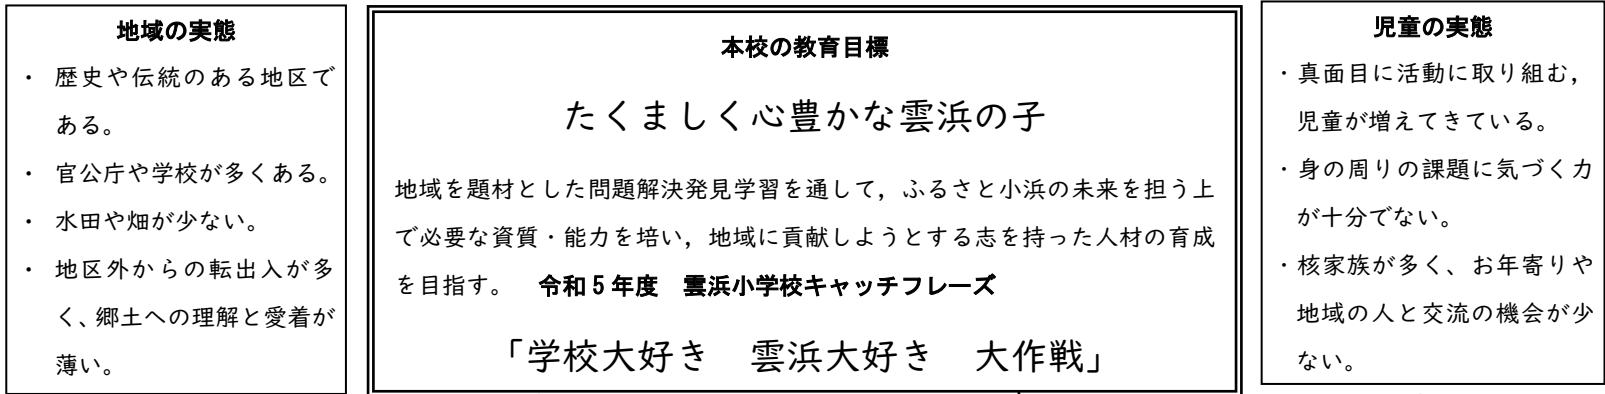 地域の実態
・ 歴史や伝統のある地区で
ある。
・ 官公庁や学校が多くある。
・ 水田や畑が少ない。
・ 地区外からの転出入が多
く、郷土への理解と愛着が
薄い。
本校の教育目標
たくましく心豊かな雲浜の子
地域を題材とした問題解決発見学習を通して，ふるさと小浜の未来を担う上
で必要な資質・能力を培い，地域に貢献しようとする志を持った人材の育成
を目指す。　令和５年度　雲浜小学校キャッチフレーズ
「学校大好き　雲浜大好き　大作戦」
児童の実態
・真面目に活動に取り組む，
児童が増えてきている。
・身の周りの課題に気づく力
が十分でない。
・核家族が多く、お年寄りや
地域の人と交流の機会が少
ない。